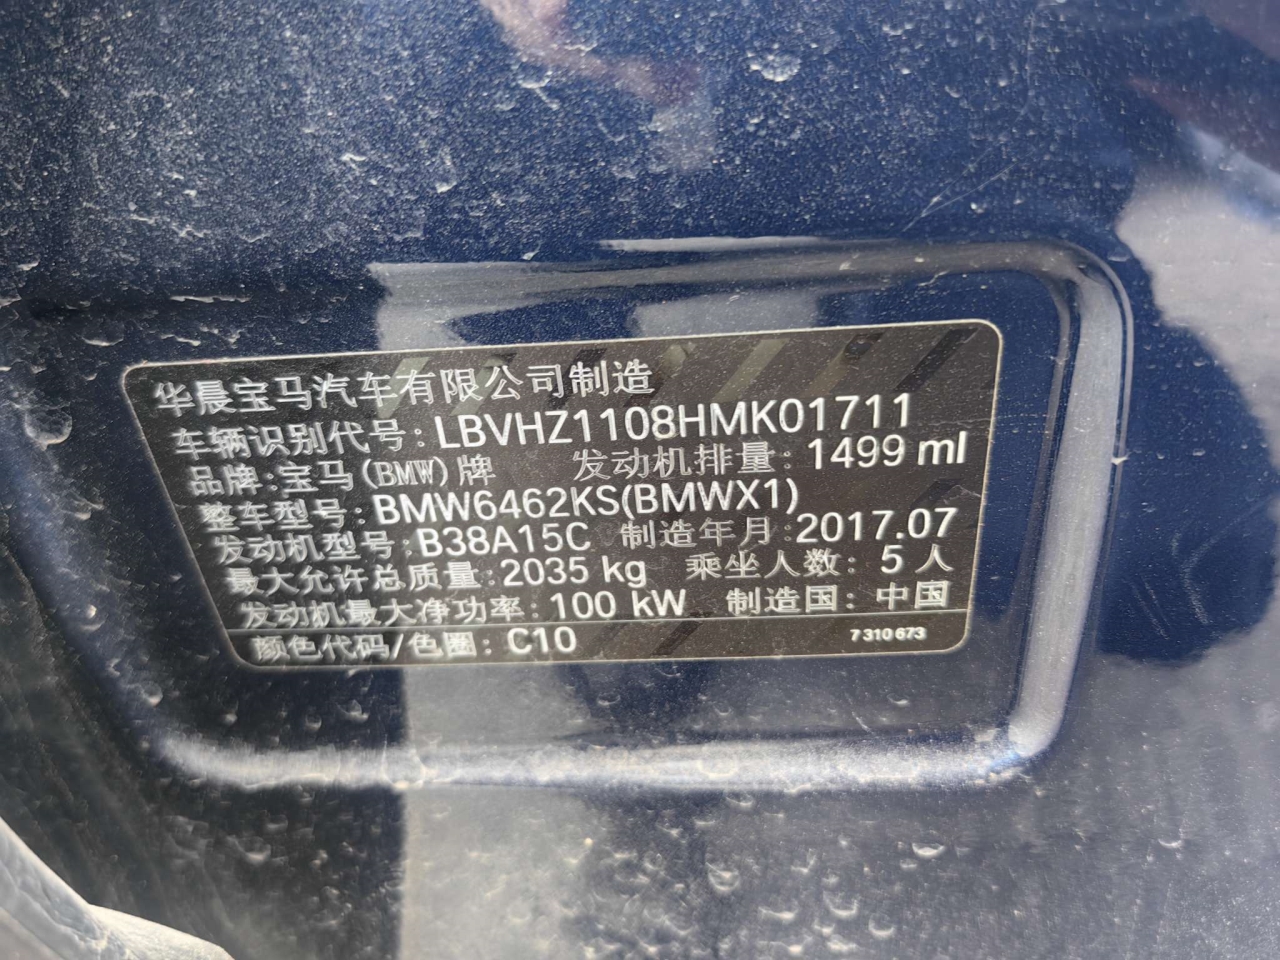 华晨宝马汽车有限公司制造
车辆识别代号:LBVHZ1108HMK01711
品牌:宝马(BMW)牌 发动机排量:1499 ml
整车型号:BMW6462KS(BMWX1)
发动机型号:B38A15C 制造年月:2017.07
最大允许总质量:2035 kg 乘坐人数:5人
发动机最大净功率:100 kW 制造国:中国
颜色代码/色圈:C10 7 310 673